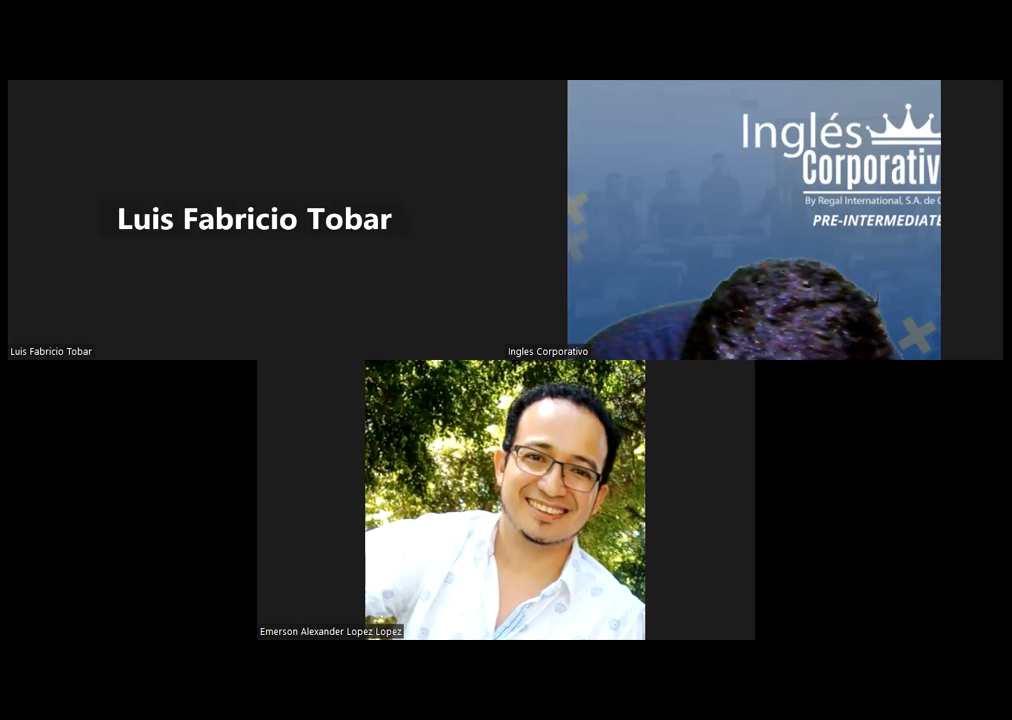 Luis Fabricio Tobar
Inglés
Corporativ
By Regal International, S.A. de C
PRE-INTERMEDIATE
Luis Fabricio Tobar
Ingles Corporativo
Emerson Alexander Lopez Lopez